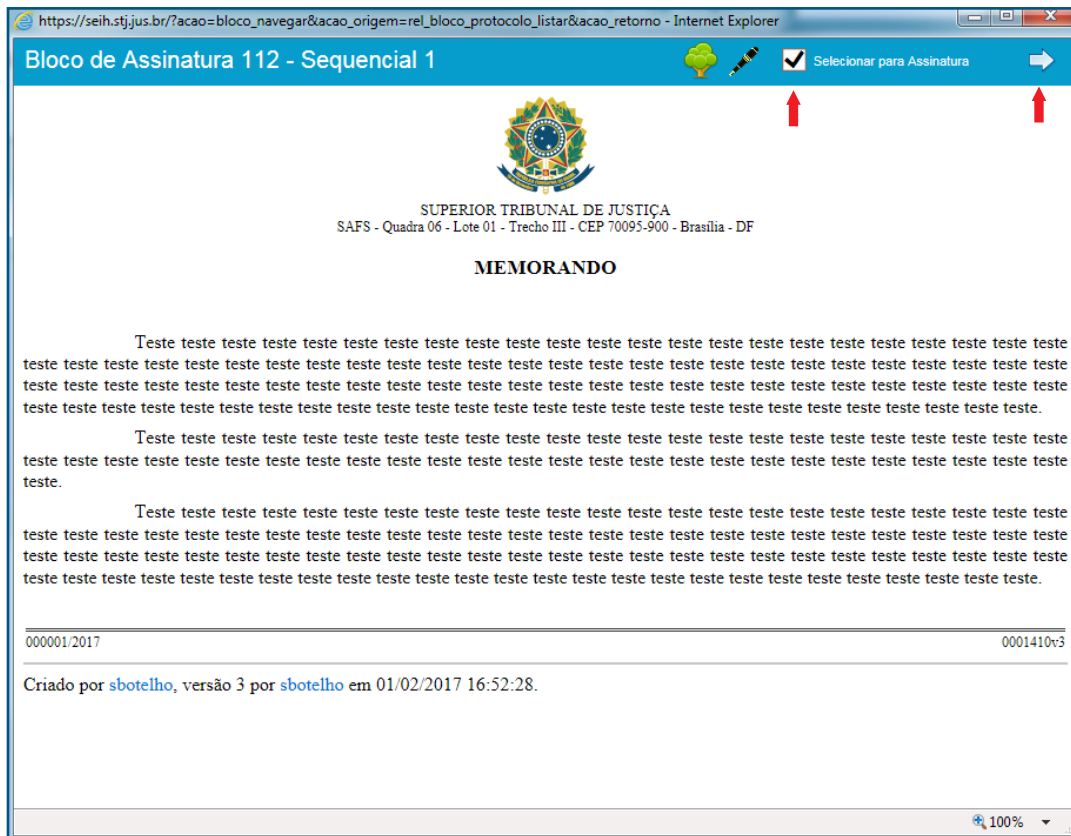 https://seih.stj.jus.br/?acao=bloco_navegar&acao_origem=rel_bloco_protocolo_listar&acao_retorno - Internet Explorer
Bloco de Assinatura 112 - Sequencial 1
Selecionar para Assinatura
SUPERIOR TRIBUNAL DE JUSTIÇA
SAFS - Quadra 06 - Lote 01 - Trecho III - CEP 70095-900 - Brasília - DF
MEMORANDO
Teste teste teste teste teste teste teste teste teste teste teste teste teste teste teste teste teste teste teste teste teste teste teste
teste teste teste teste teste teste teste teste teste teste teste teste teste teste teste teste teste teste teste teste teste teste teste teste teste teste
teste teste teste teste teste teste teste teste teste teste teste teste teste teste teste teste teste teste teste teste teste teste teste teste teste teste
teste teste teste teste teste teste teste teste teste teste teste teste teste teste teste teste teste teste teste teste teste teste teste teste teste teste.
Teste teste teste teste teste teste teste teste teste teste teste teste teste teste teste teste teste teste teste teste teste teste teste
teste teste teste teste teste teste teste teste teste teste teste teste teste teste teste teste teste teste teste teste teste teste teste teste teste teste
teste.
Teste teste teste teste teste teste teste teste teste teste teste teste teste teste teste teste teste teste teste teste teste teste teste
teste teste teste teste teste teste teste teste teste teste teste teste teste teste teste teste teste teste teste teste teste teste teste teste teste teste
teste teste teste teste teste teste teste teste teste teste teste teste teste teste teste teste teste teste teste teste teste teste teste teste teste teste
teste teste teste teste teste teste teste teste teste teste teste teste teste teste teste teste teste teste teste teste teste teste teste teste teste teste.
000001/2017 0001410v3
Criado por sbotelho, versão 3 por sbotelho em 01/02/2017 16:52:28.
100%